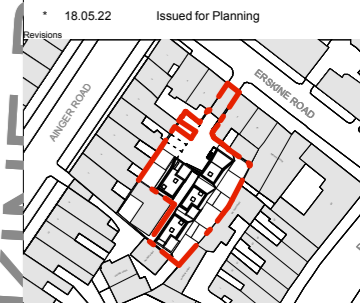 * 18.05.22 Issued for Planning
Revisions
AINGER ROAD
ERSKINE ROAD